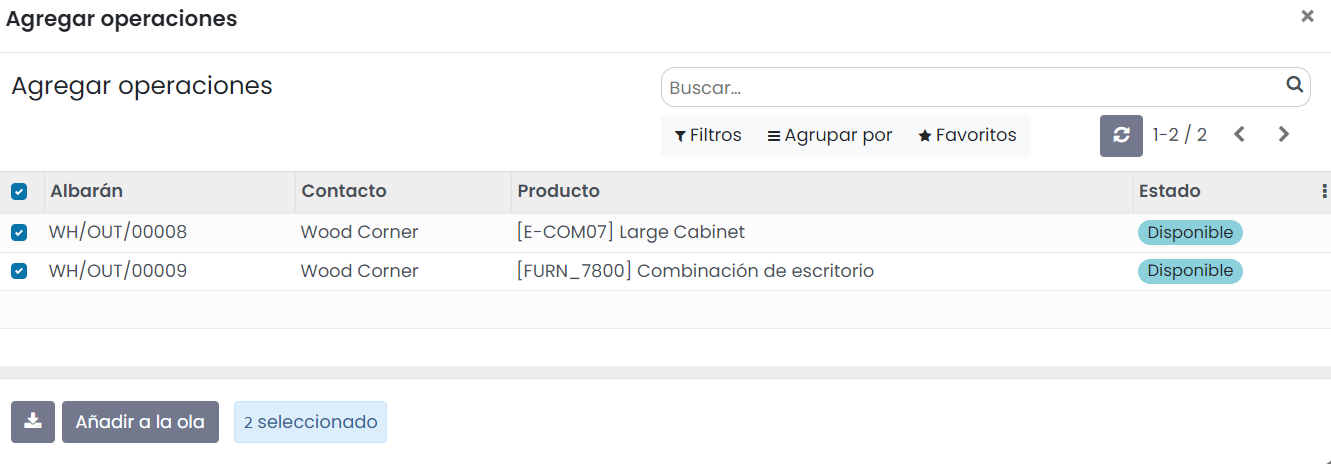 Agregar operaciones
Agregar operaciones
Buscar...
Filtros Agrupar por Favoritos 1-2 / 2
Albarán Contacto Producto Estado
WH/OUT/00008 Wood Corner [E-COM07] Large Cabinet Disponible
WH/OUT/00009 Wood Corner [FURN_7800] Combinación de escritorio Disponible
Añadir a la ola 2 seleccionado